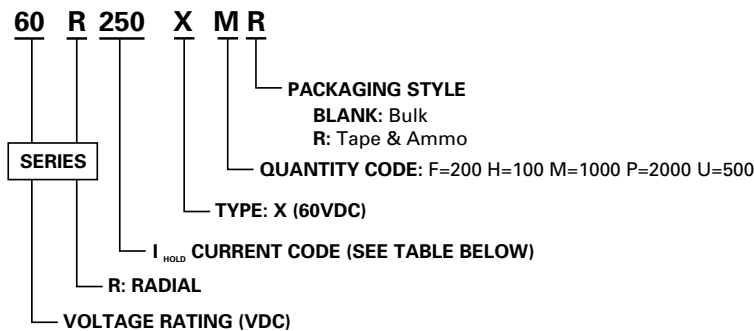 60 R 250 X M R
PACKAGING STYLE
BLANK: Bulk
R: Tape & Ammo
SERIES
QUANTITY CODE: F=200 H=100 M=1000 P=2000 U=500
TYPE: X (60VDC)
I HOLD CURRENT CODE (SEE TABLE BELOW)
R: RADIAL
VOLTAGE RATING (VDC)